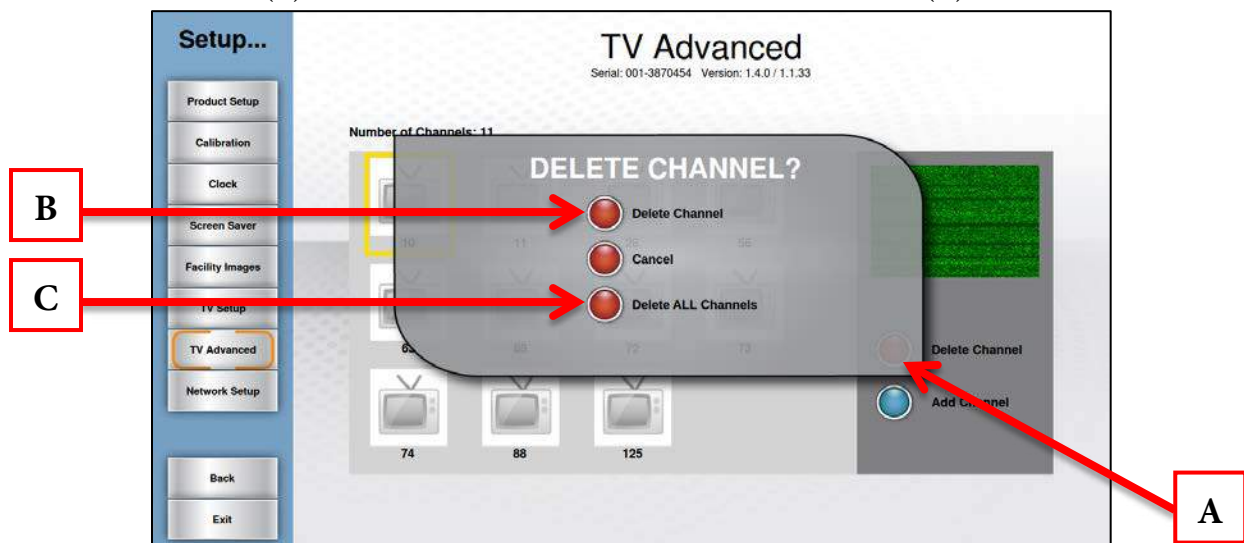 Setup...
TV Advanced
Serial: 001-3870454 Version: 1.4.0 / 1.1.33
Product Setup
Calibration
Clock
Screen Saver
Facility Images
TV Setup
TV Advanced
Network Setup
Back
Exit
Number of Channels: 11
DELETE CHANNEL?
Delete Channel
Cancel
Delete ALL Channels
10 11 26 56
63 69 72 73
74 88 125
Delete Channel
Add Channel
B
C
A